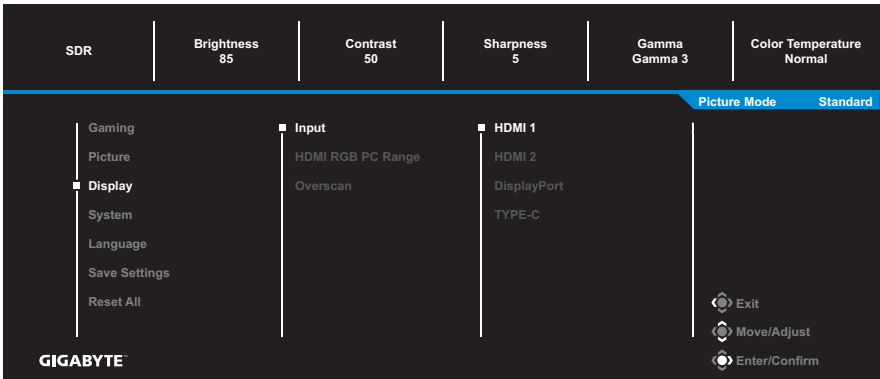 SDR
Brightness
85
Contrast
50
Sharpness
5
Gamma
Gamma 3
Color Temperature
Normal
Picture Mode Standard
Gaming
Picture
Display
System
Language
Save Settings
Reset All
Input
HDMI RGB PC Range
Overscan
HDMI 1
HDMI 2
DisplayPort
TYPE-C
Exit
Move/Adjust
Enter/Confirm
GIGABYTE™